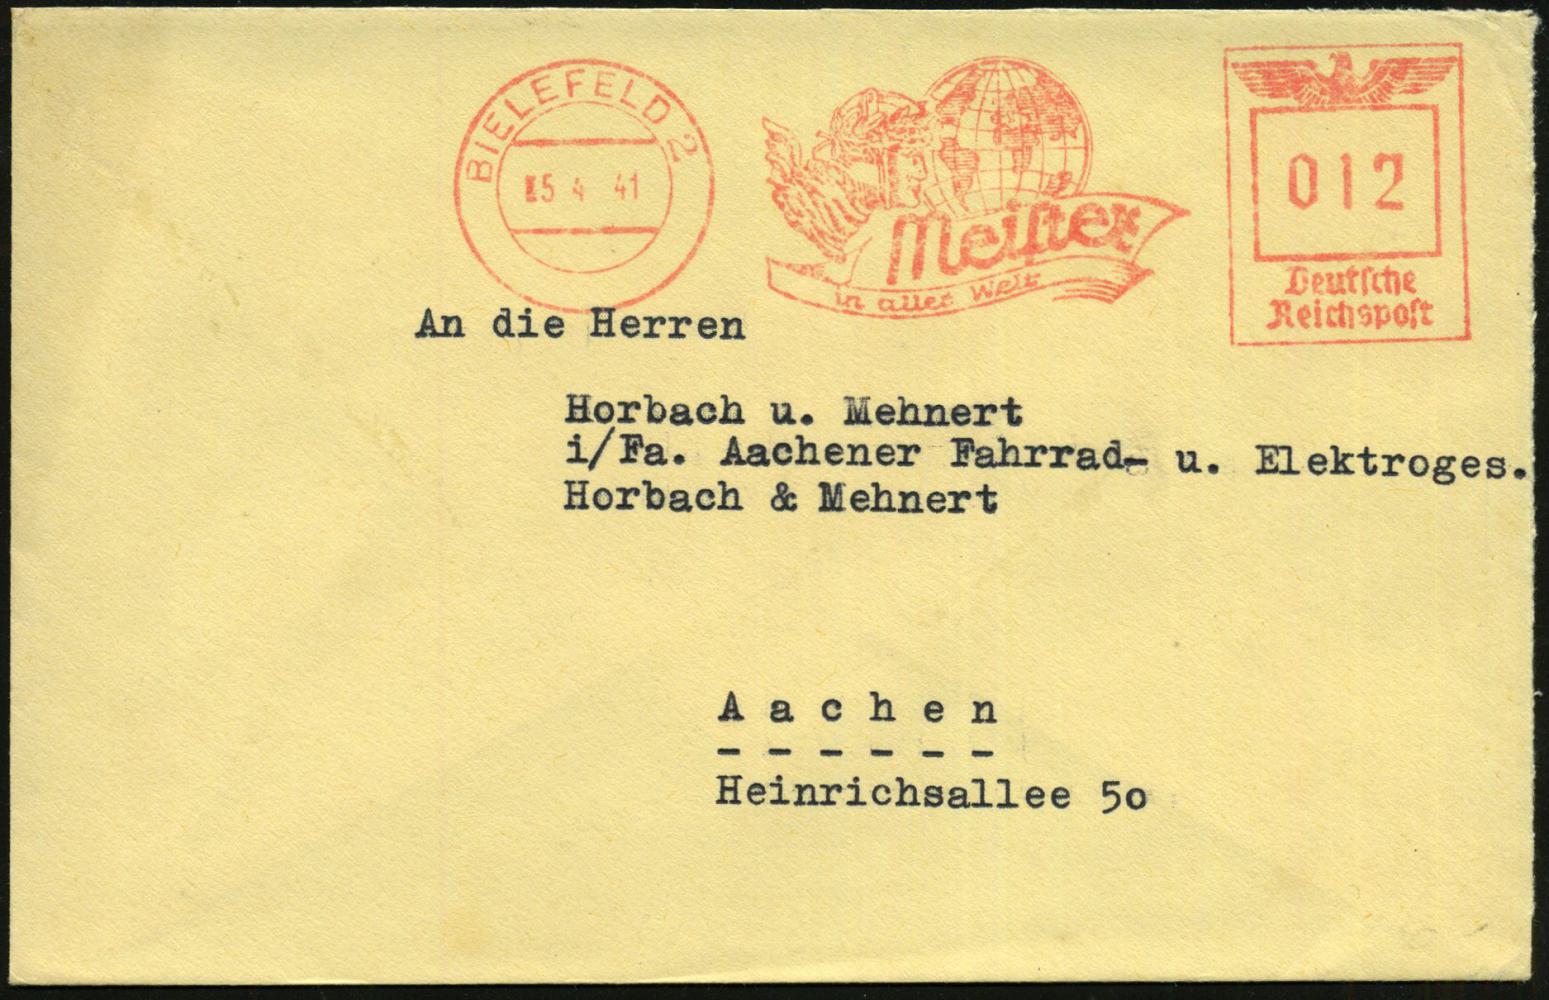 BIELEFELD 2
5 4 41
Meister
in aller Welt
012
Deutsche
Reichspost
An die Herren
Horbach u. Mehnert
i/Fa. Aachener Fahrrad- u. Elektroges.
Horbach & Mehnert
A a c h e n
- - - - - -
Heinrichsallee 5o